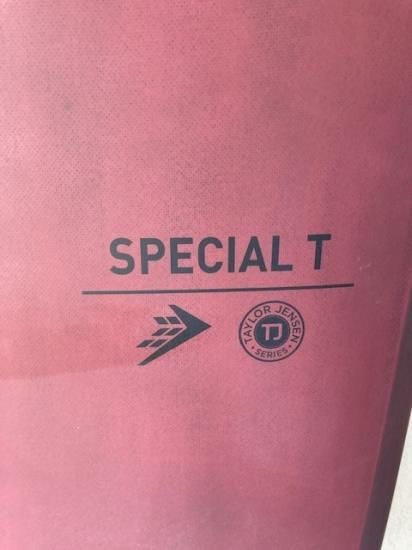 SPECIAL T
TAYLOR JENSEN
TJ
· SERIES ·